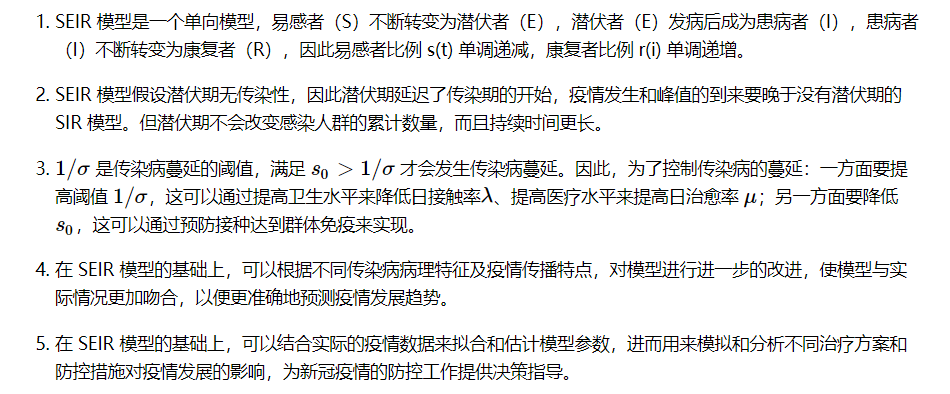 1. SEIR 模型是一个单向模型，易感者（S）不断转变为潜伏者（E），潜伏者（E）发病后成为患病者（I），患病者
（I）不断转变为康复者（R），因此易感者比例 s(t) 单调递减，康复者比例 r(i) 单调递增。
2. SEIR 模型假设潜伏期无传染性，因此潜伏期延迟了传染期的开始，疫情发生和峰值的到来要晚于没有潜伏期的
SIR 模型。但潜伏期不会改变感染人群的累计数量，而且持续时间更长。
3. 1/σ 是传染病蔓延的阈值，满足 s₀ > 1/σ 才会发生传染病蔓延。因此，为了控制传染病的蔓延：一方面要提
高阈值 1/σ，这可以通过提高卫生水平来降低日接触率λ、提高医疗水平来提高日治愈率 μ；另一方面要降低
s₀，这可以通过预防接种达到群体免疫来实现。
4. 在 SEIR 模型的基础上，可以根据不同传染病病理特征及疫情传播特点，对模型进行进一步的改进，使模型与实
际情况更加吻合，以便更准确地预测疫情发展趋势。
5. 在 SEIR 模型的基础上，可以结合实际的疫情数据来拟合和估计模型参数，进而用来模拟和分析不同治疗方案和
防控措施对疫情发展的影响，为新冠疫情的防控工作提供决策指导。